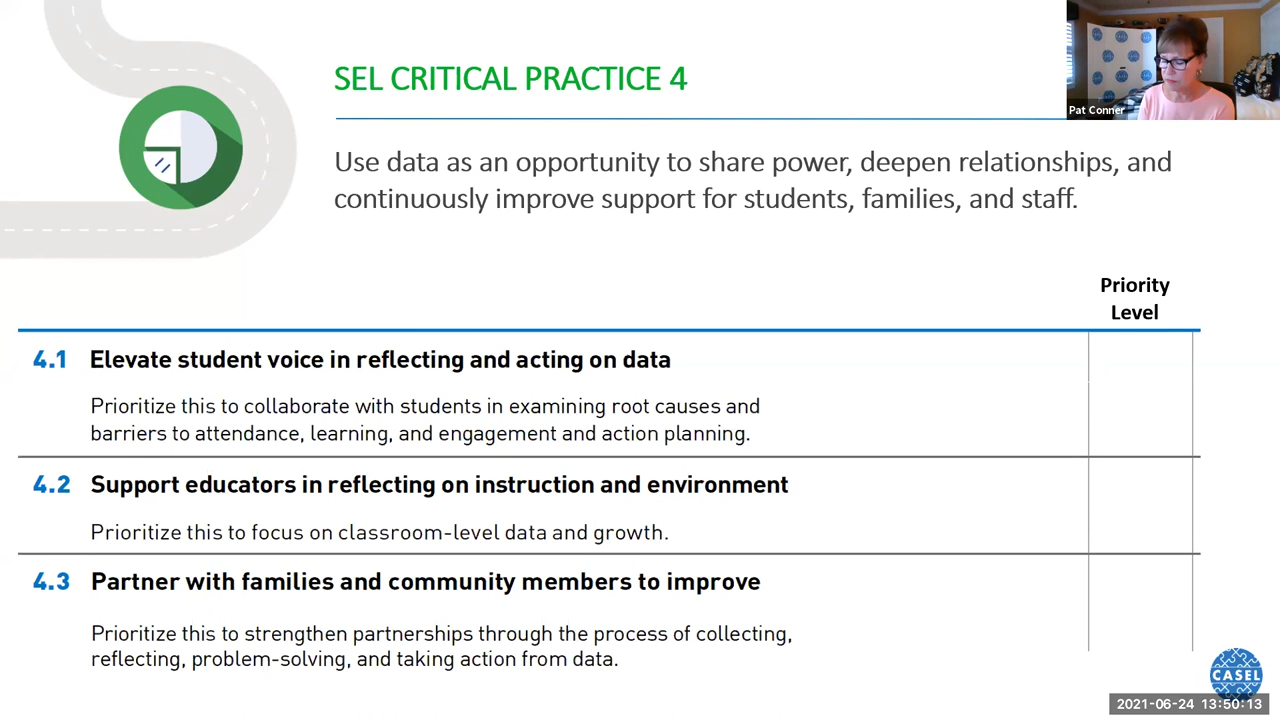 SEL CRITICAL PRACTICE 4
Pat Conner
Use data as an opportunity to share power, deepen relationships, and
continuously improve support for students, families, and staff.
Priority
Level
4.1 Elevate student voice in reflecting and acting on data
Prioritize this to collaborate with students in examining root causes and
barriers to attendance, learning, and engagement and action planning.
4.2 Support educators in reflecting on instruction and environment
Prioritize this to focus on classroom-level data and growth.
4.3 Partner with families and community members to improve
Prioritize this to strengthen partnerships through the process of collecting,
reflecting, problem-solving, and taking action from data.
CASEL
2021-06-24 13:50:13